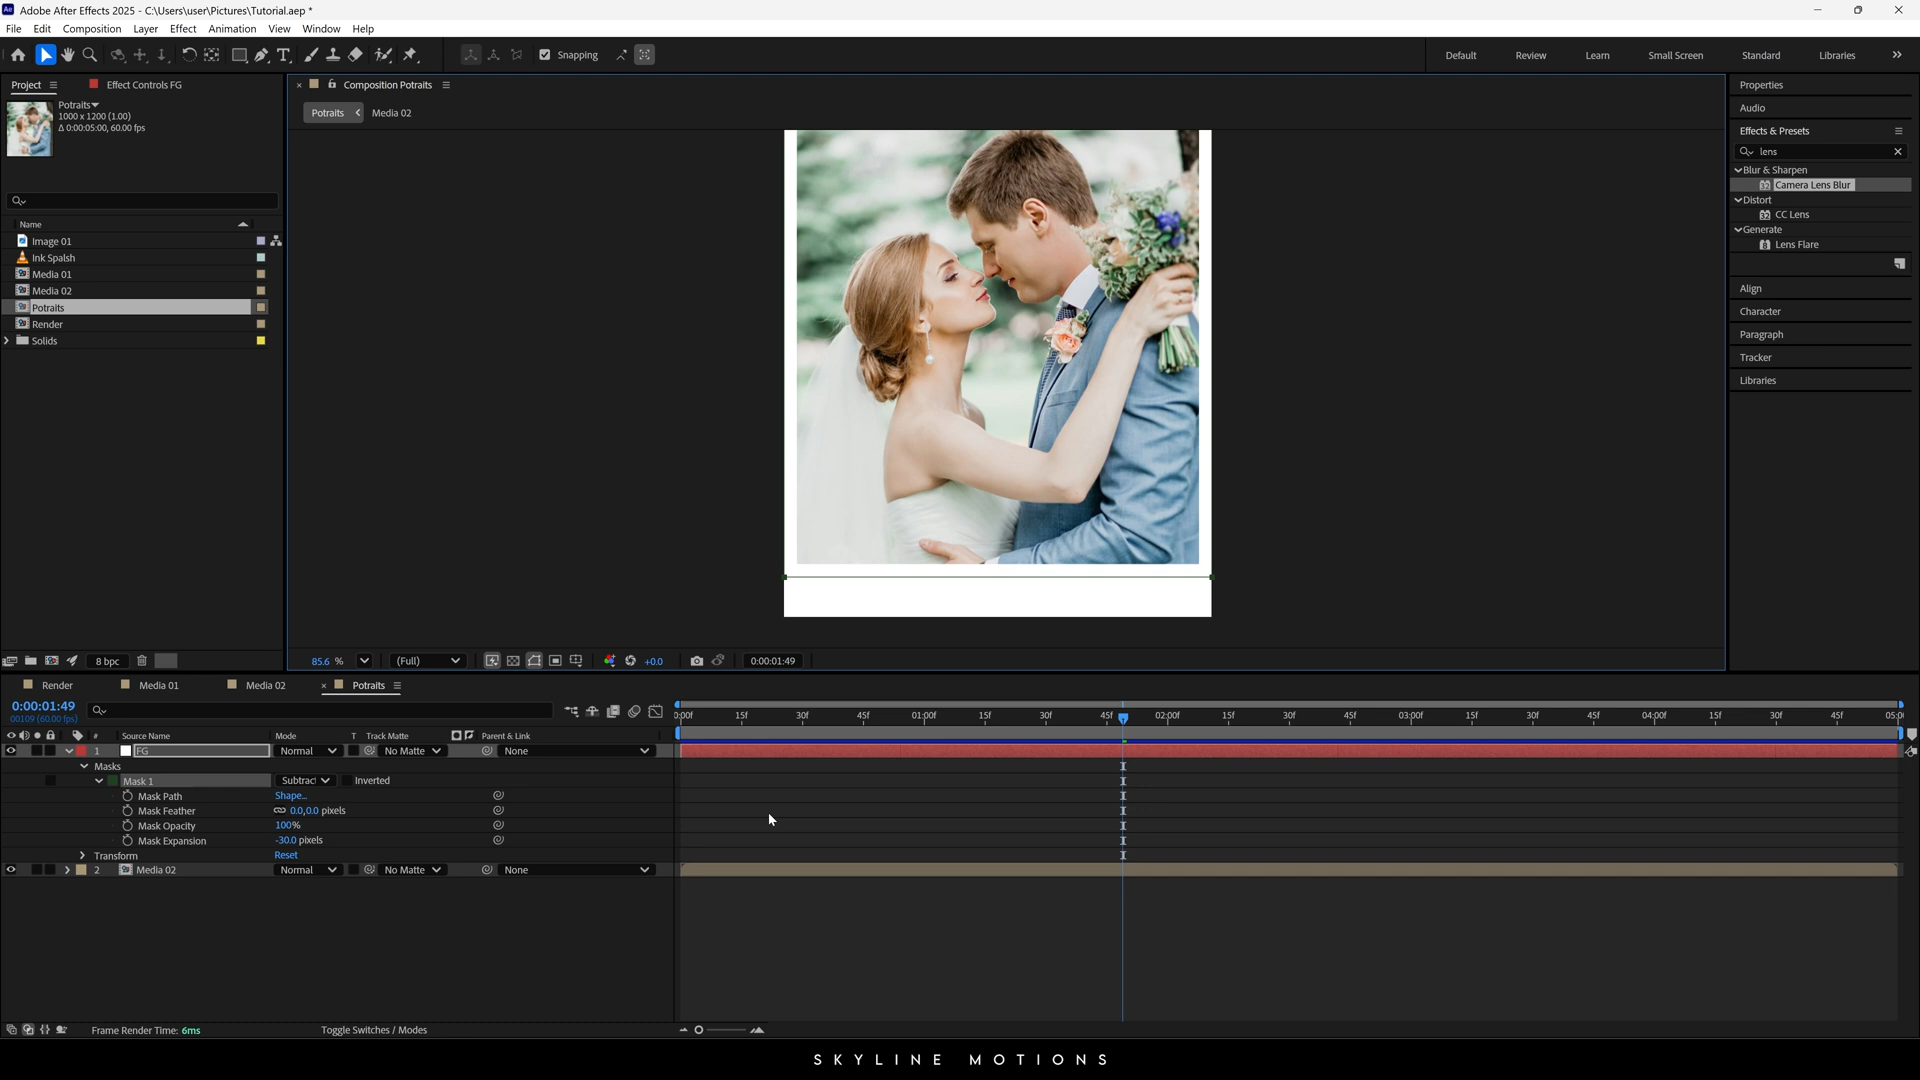 Adobe After Effects 2025 - C:\Users\user\Pictures\Tutorial.aep *
File Edit Composition Layer Effect Animation View Window Help
Snapping
Default Review Learn Small Screen Standard Libraries
Project Effect Controls FG
Potraits
1000 x 1200 (1.00)
Δ 0:00:05:00, 60.00 fps
Name
Image 01
Ink Spalsh
Media 01
Media 02
Potraits
Render
Solids
8 bpc
Composition Potraits
Potraits Media 02
85.6 % (Full) +0.0 0:00:01:49
Properties
Audio
Effects & Presets
lens
Blur & Sharpen
Camera Lens Blur
Distort
CC Lens
Generate
Lens Flare
Align
Character
Paragraph
Tracker
Libraries
Render Media 01 Media 02 Potraits
0:00:01:49
00109 (60.00 fps)
:00f 15f 30f 45f 01:00f 15f 30f 45f 02:00f 15f 30f 45f 03:00f 15f 30f 45f 04:00f 15f 30f 45f 05:0
# Source Name Mode T Track Matte Parent & Link
1 FG Normal No Matte None
Masks
Mask 1 Subtract Inverted
Mask Path Shape...
Mask Feather 0.0,0.0 pixels
Mask Opacity 100%
Mask Expansion -30.0 pixels
Transform Reset
2 Media 02 Normal No Matte None
Frame Render Time: 6ms Toggle Switches / Modes
SKYLINE MOTIONS